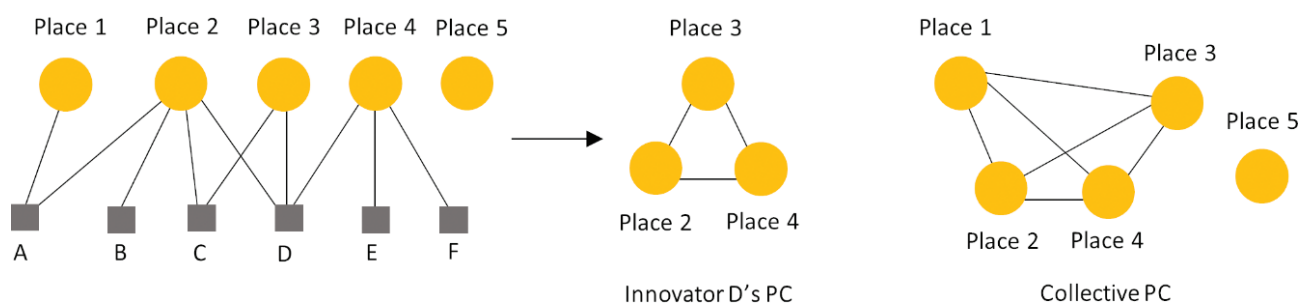 Place 1 Place 2 Place 3 Place 4 Place 5
A B C D E F
Place 3
Place 2 Place 4
Innovator D's PC
Place 1
Place 3
Place 5
Place 2 Place 4
Collective PC